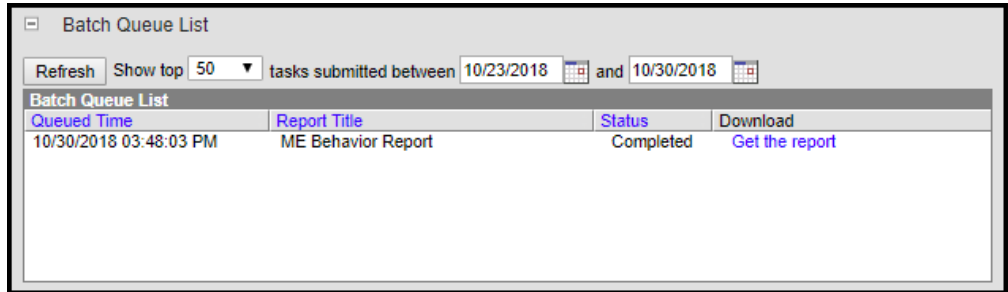 Batch Queue List
Refresh Show top 50 tasks submitted between 10/23/2018 and 10/30/2018
Batch Queue List
Queued Time Report Title Status Download
10/30/2018 03:48:03 PM ME Behavior Report Completed Get the report